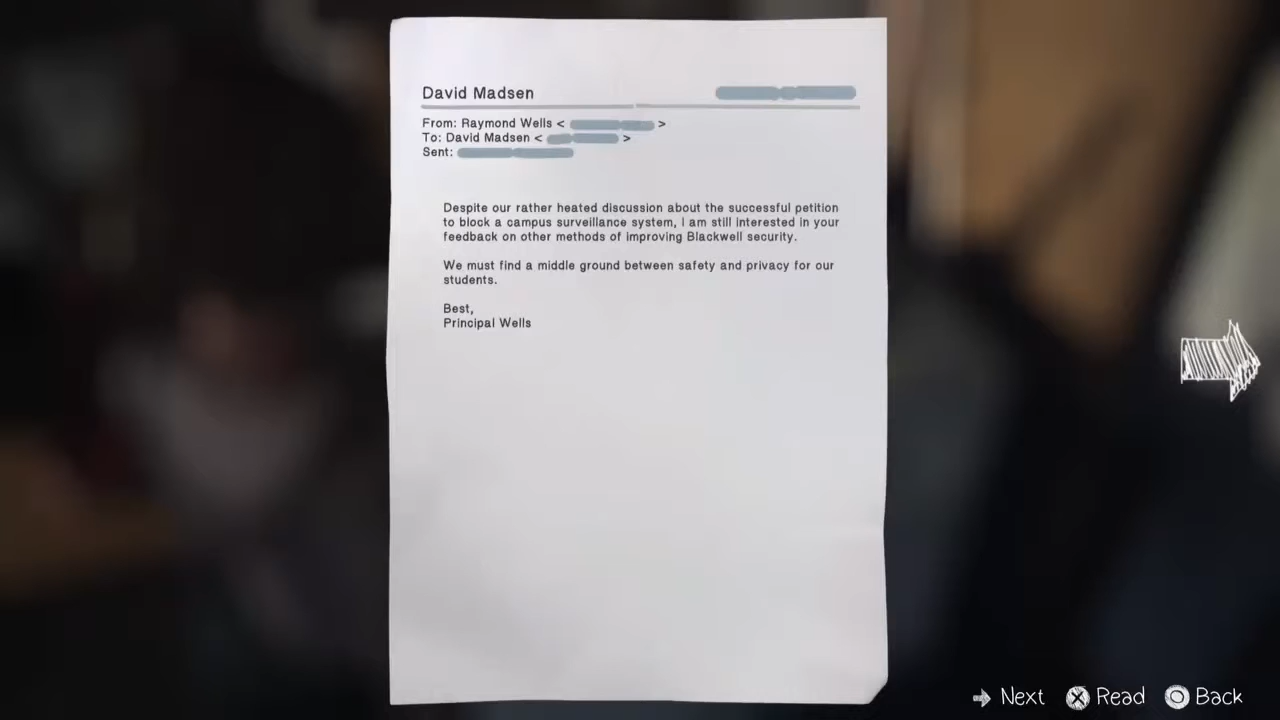 David Madsen
From: Raymond Wells < >
To: David Madsen < >
Sent:
Despite our rather heated discussion about the successful petition
to block a campus surveillance system, I am still interested in your
feedback on other methods of improving Blackwell security.
We must find a middle ground between safety and privacy for our
students.
Best,
Principal Wells
Next Read Back